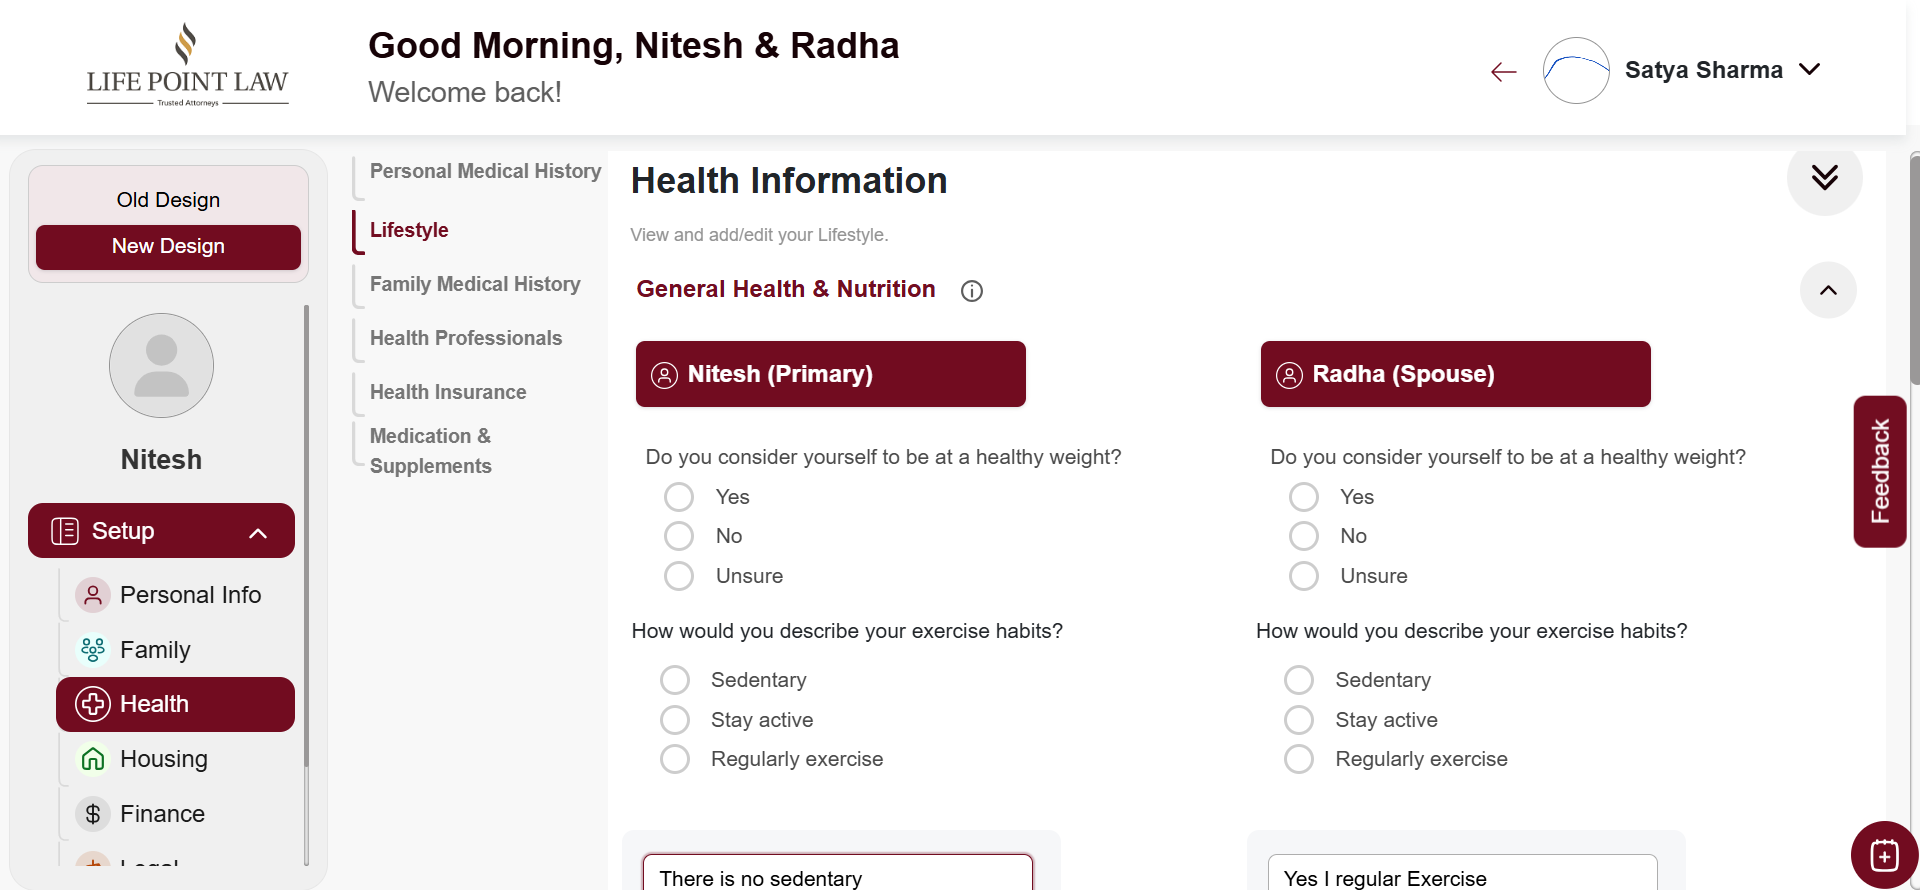 LIFE POINT LAW
Trusted Attorneys
Good Morning, Nitesh & Radha
Welcome back!
Satya Sharma
Old Design
New Design
Nitesh
Setup
Personal Info
Family
Health
Housing
Finance
Personal Medical History
Lifestyle
Family Medical History
Health Professionals
Health Insurance
Medication &
Supplements
Health Information
View and add/edit your Lifestyle.
General Health & Nutrition
Nitesh (Primary)
Do you consider yourself to be at a healthy weight?
Yes
No
Unsure
How would you describe your exercise habits?
Sedentary
Stay active
Regularly exercise
There is no sedentary
Radha (Spouse)
Do you consider yourself to be at a healthy weight?
Yes
No
Unsure
How would you describe your exercise habits?
Sedentary
Stay active
Regularly exercise
Yes I regular Exercise
Feedback